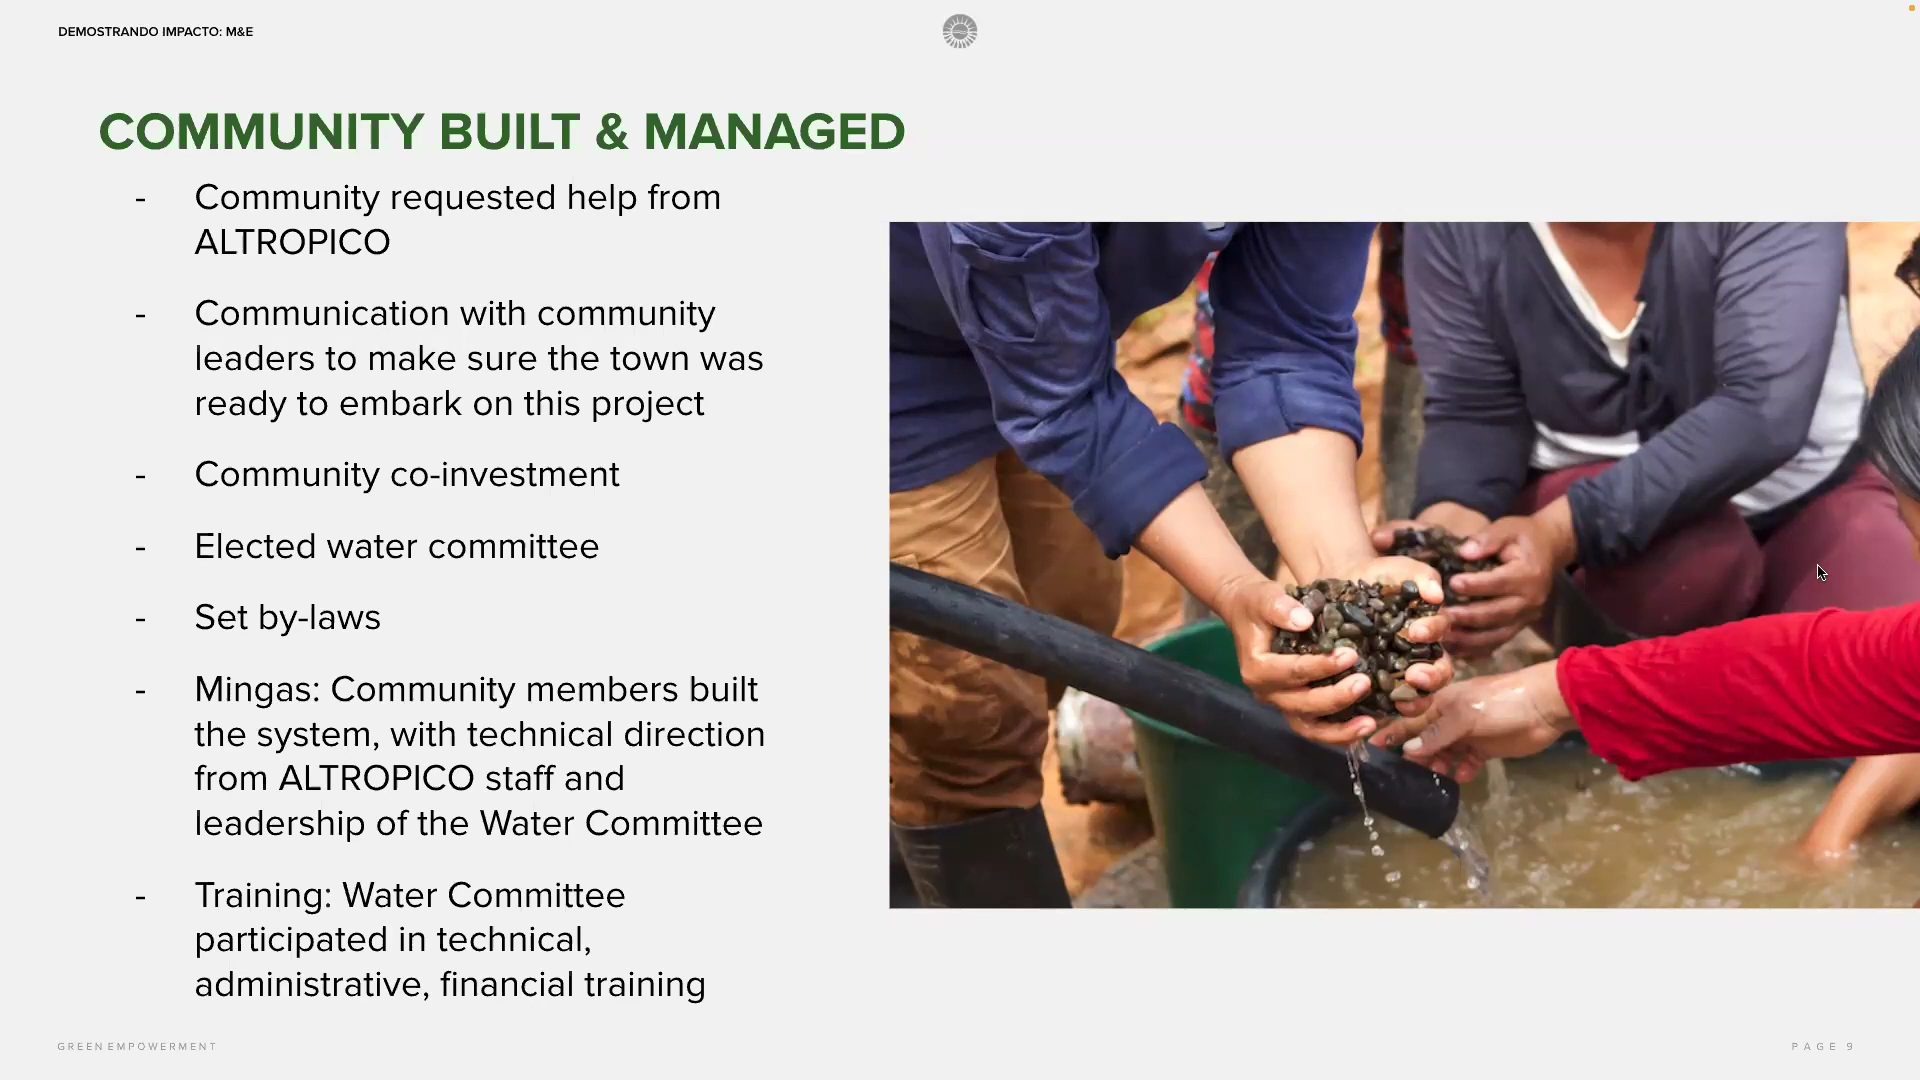 DEMOSTRANDO IMPACTO: M&E
COMMUNITY BUILT & MANAGED
- Community requested help from
ALTROPICO
- Communication with community
leaders to make sure the town was
ready to embark on this project
- Community co-investment
- Elected water committee
- Set by-laws
- Mingas: Community members built
the system, with technical direction
from ALTROPICO staff and
leadership of the Water Committee
- Training: Water Committee
participated in technical,
administrative, financial training
GREEN EMPOWERMENT
PAGE 9